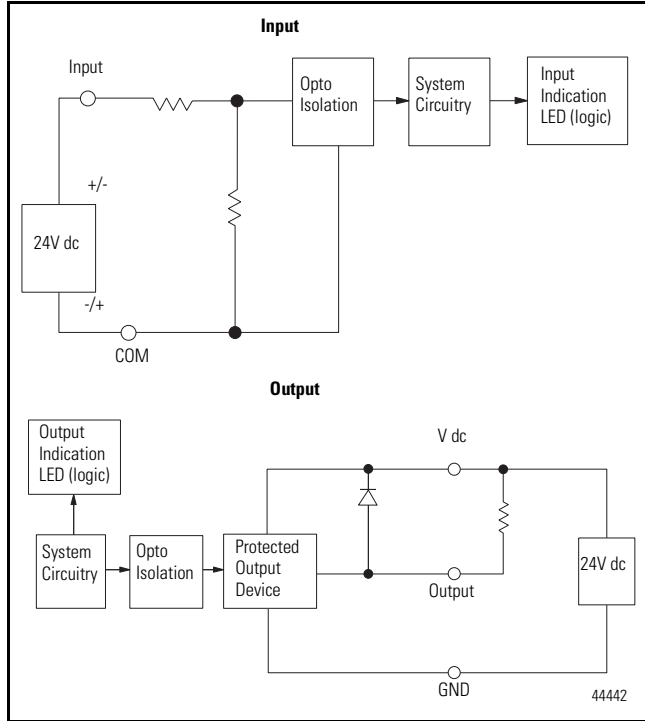 Input
Input
Opto
Isolation
System
Circuitry
Input
Indication
LED (logic)
+/-
24V dc
-/+
COM
Output
Output
Indication
LED (logic)
V dc
System
Circuitry
Opto
Isolation
Protected
Output
Device
Output
24V dc
GND
44442